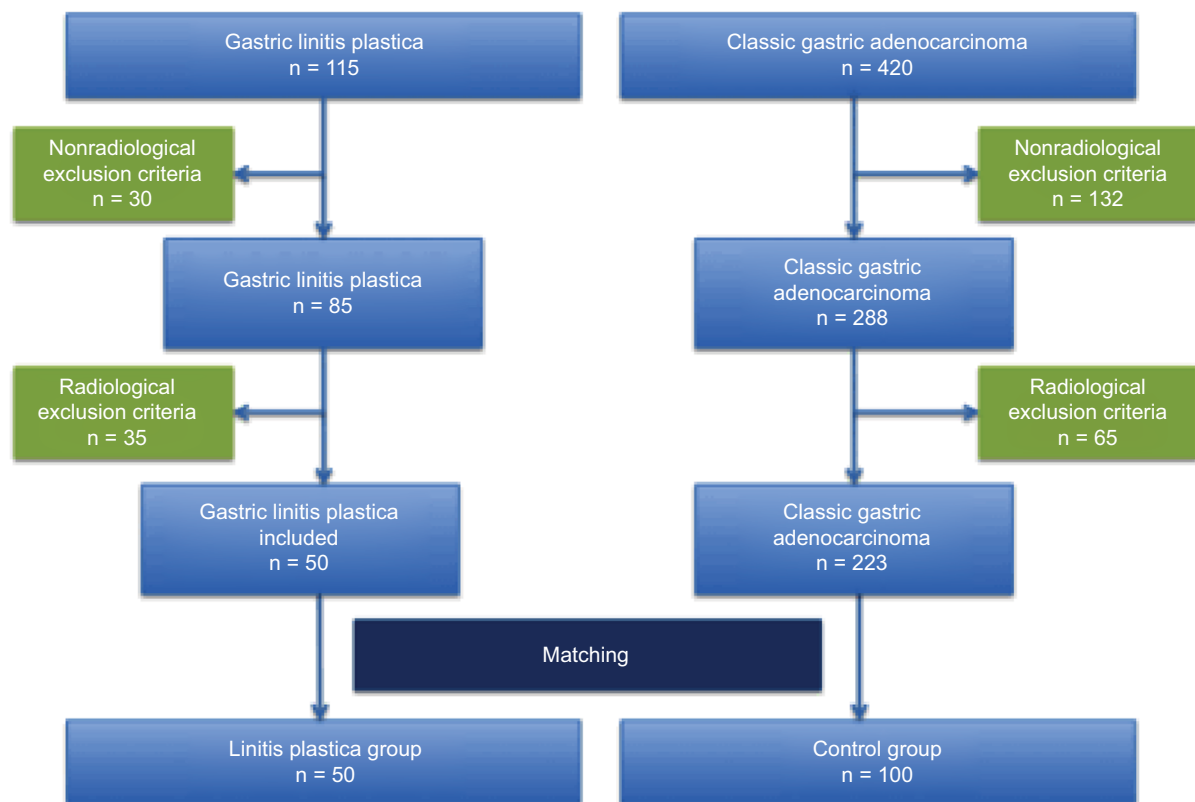 Gastric linitis plastica
n = 115
Classic gastric adenocarcinoma
n = 420
Nonradiological
exclusion criteria
n = 30
Nonradiological
exclusion criteria
n = 132
Gastric linitis plastica
n = 85
Classic gastric
adenocarcinoma
n = 288
Radiological
exclusion criteria
n = 35
Radiological
exclusion criteria
n = 65
Gastric linitis plastica
included
n = 50
Classic gastric
adenocarcinoma
n = 223
Matching
Linitis plastica group
n = 50
Control group
n = 100